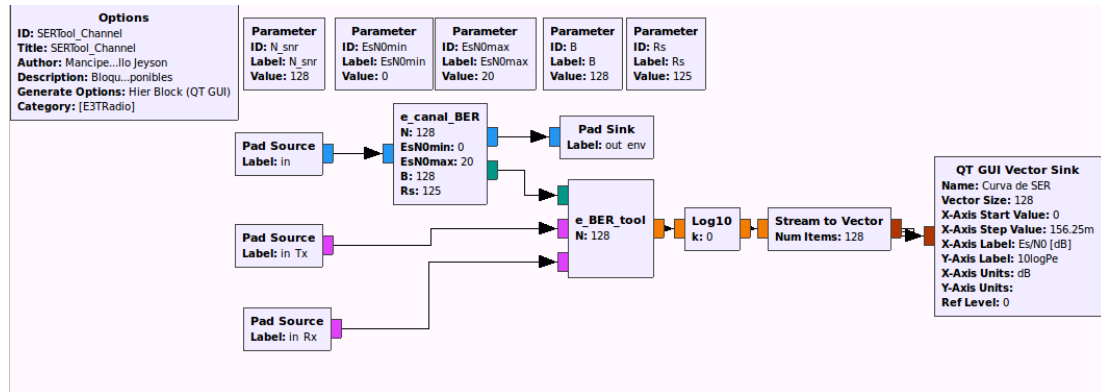 Options
ID: SERTool_Channel
Title: SERTool_Channel
Author: Mancipe...llo Jeyson
Description: Bloqu...ponibles
Generate Options: Hier Block (QT GUI)
Category: [E3TRadio]
Parameter
ID: N_snr
Label: N_snr
Value: 128
Parameter
ID: EsN0min
Label: EsN0min
Value: 0
Parameter
ID: EsN0max
Label: EsN0max
Value: 20
Parameter
ID: B
Label: B
Value: 128
Parameter
ID: Rs
Label: Rs
Value: 125
Pad Source
Label: in
e_canal_BER
N: 128
EsN0min: 0
EsN0max: 20
B: 128
Rs: 125
Pad Sink
Label: out_env
Pad Source
Label: in_Tx
Pad Source
Label: in_Rx
e_BER_tool
N: 128
Log10
k: 0
Stream to Vector
Num Items: 128
QT GUI Vector Sink
Name: Curva de SER
Vector Size: 128
X-Axis Start Value: 0
X-Axis Step Value: 156.25m
X-Axis Label: Es/N0 [dB]
Y-Axis Label: 10logPe
X-Axis Units: dB
Y-Axis Units:
Ref Level: 0